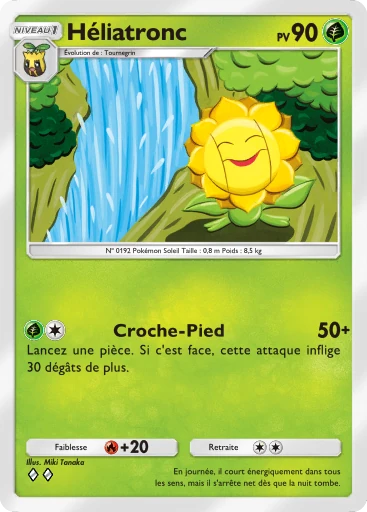 NIVEAU 1
Héliatronc
PV 90
Évolution de : Tournegrin
N° 0192 Pokémon Soleil Taille : 0,8 m Poids : 8,5 kg
Croche-Pied 50+
Lancez une pièce. Si c'est face, cette attaque inflige
30 dégâts de plus.
Faiblesse +20
Retraite
Illus. Miki Tanaka
En journée, il court énergiquement dans tous
les sens, mais il s'arrête net dès que la nuit tombe.